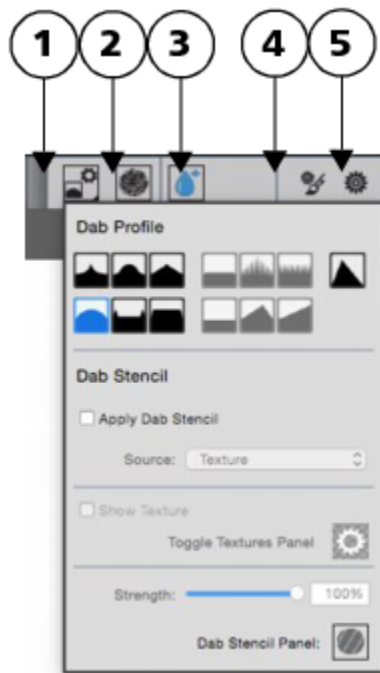 1 2 3 4 5
Dab Profile
Dab Stencil
Apply Dab Stencil
Source: Texture
Show Texture
Toggle Textures Panel
Strength: 100%
Dab Stencil Panel: